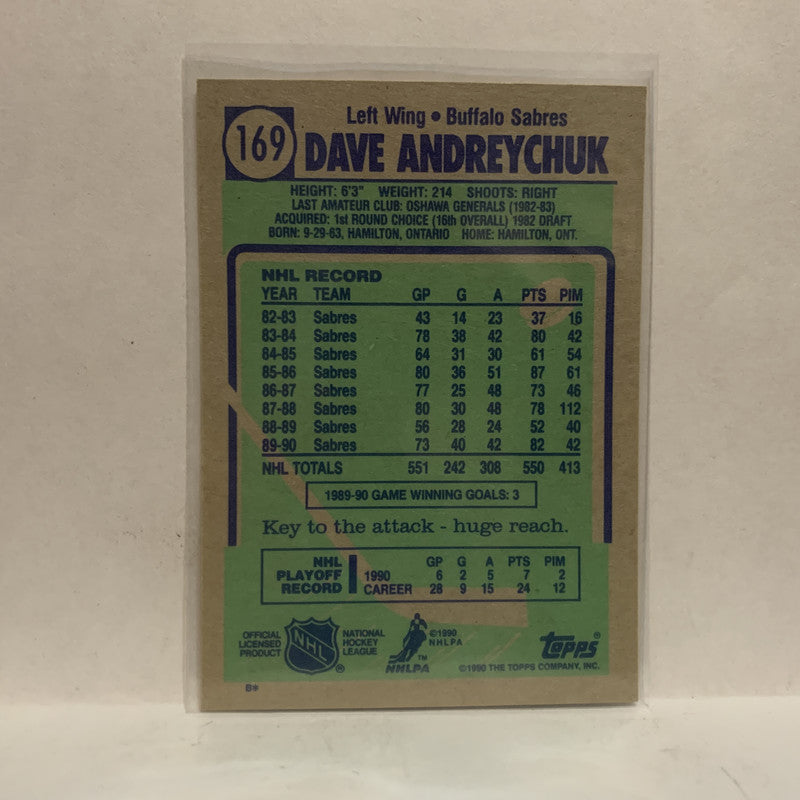 169
Left Wing • Buffalo Sabres
DAVE ANDREYCHUK
HEIGHT: 6'3" WEIGHT: 214 SHOOTS: RIGHT
LAST AMATEUR CLUB: OSHAWA GENERALS (1982-83)
ACQUIRED: 1st ROUND CHOICE (16th OVERALL) 1982 DRAFT
BORN: 9-29-63, HAMILTON, ONTARIO HOME: HAMILTON, ONT.
NHL RECORD
YEAR TEAM GP G A PTS PIM
82-83 Sabres 43 14 23 37 16
83-84 Sabres 78 38 42 80 42
84-85 Sabres 64 31 30 61 54
85-86 Sabres 80 36 51 87 61
86-87 Sabres 77 25 48 73 46
87-88 Sabres 80 30 48 78 112
88-89 Sabres 56 28 24 52 40
89-90 Sabres 73 40 42 82 42
NHL TOTALS 551 242 308 550 413
1989-90 GAME WINNING GOALS: 3
Key to the attack - huge reach.
NHL PLAYOFF RECORD
GP G A PTS PIM
1990 6 2 5 7 2
CAREER 28 9 15 24 12
OFFICIAL
LICENSED
PRODUCT
NHL
®
NATIONAL
HOCKEY
LEAGUE
©1990
NHLPA
TM
NHLPA
topps®
©1990 THE TOPPS COMPANY, INC.
B*